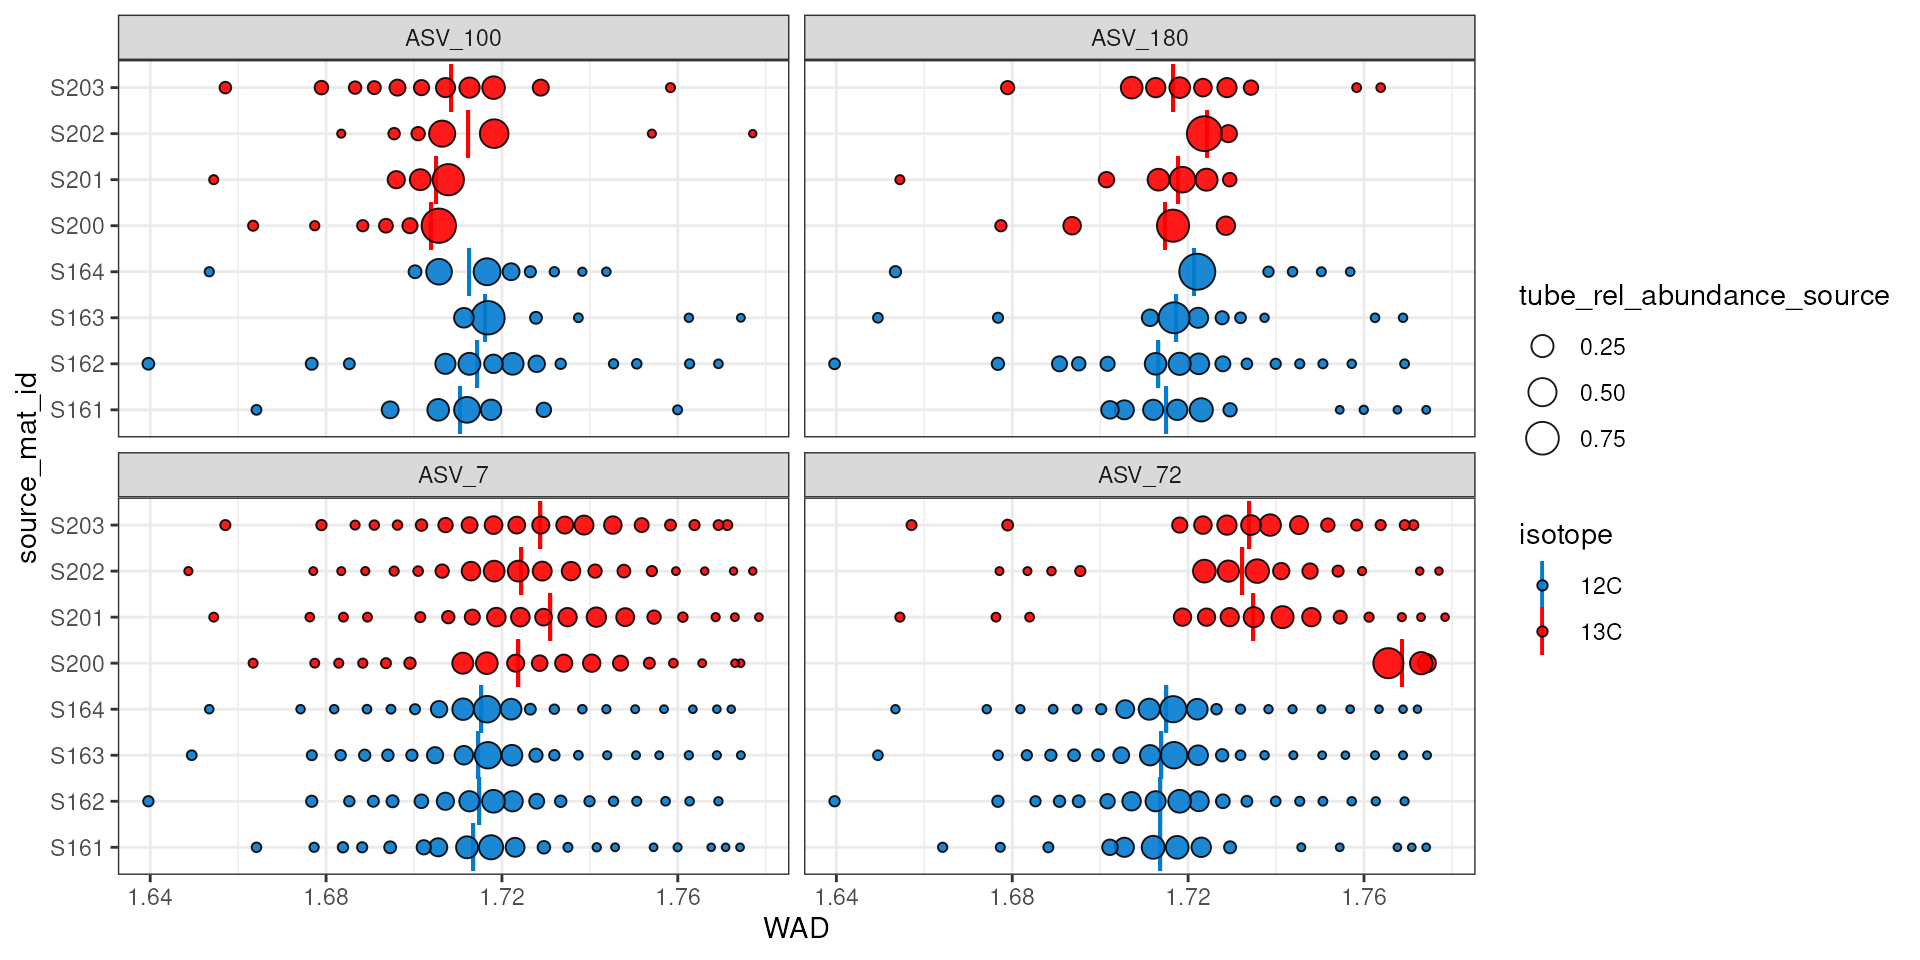 ASV_100
ASV_180
S203
S202
S201
S200
S164
S163
S162
S161
ASV_7
ASV_72
S203
S202
S201
S200
S164
S163
S162
S161
1.64
1.68
1.72
1.76
1.64
1.68
1.72
1.76
WAD
source_mat_id
tube_rel_abundance_source
0.25
0.50
0.75
isotope
12C
13C